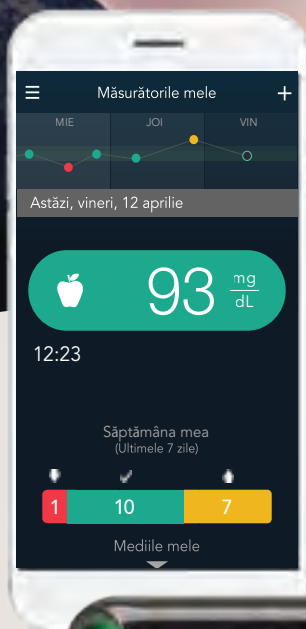 Măsurătorile mele
MIE JOI VIN
Astăzi, vineri, 12 aprilie
93 mg/dL
12:23
Săptămâna mea
(Ultimele 7 zile)
1 10 7
Mediile mele